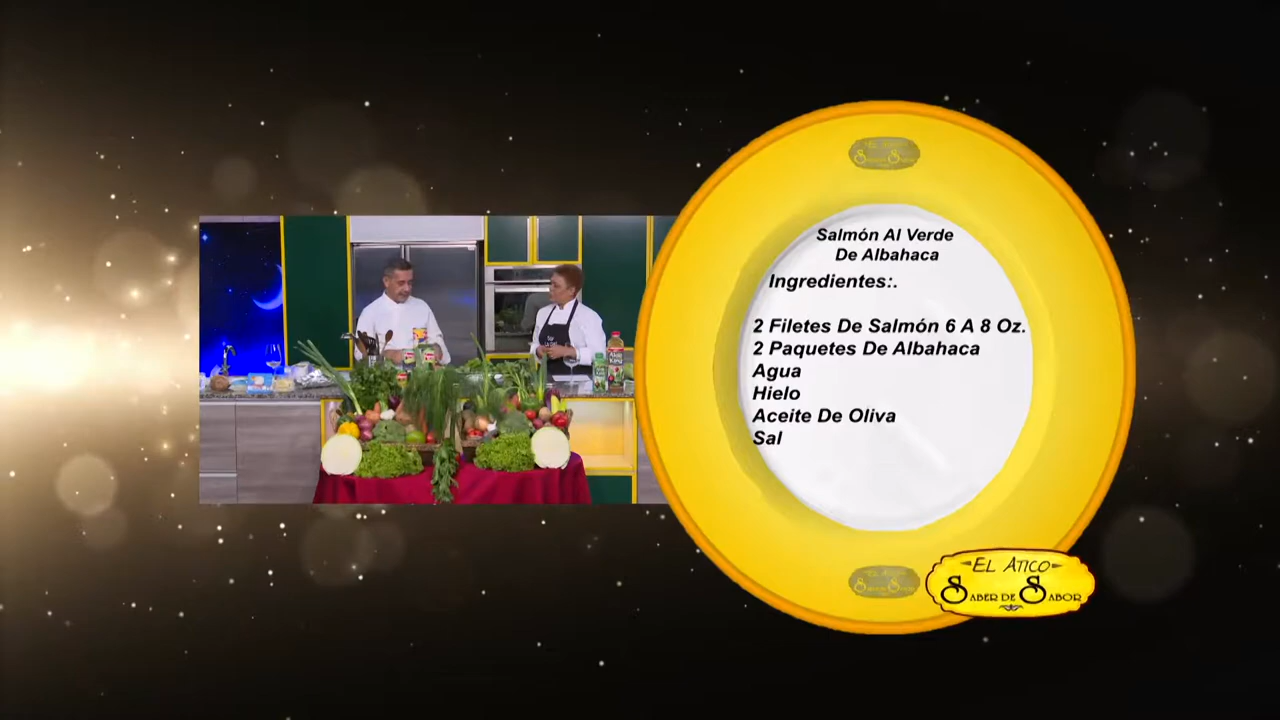 Salmón Al Verde
De Albahaca
Ingredientes:.
2 Filetes De Salmón 6 A 8 Oz.
2 Paquetes De Albahaca
Agua
Hielo
Aceite De Oliva
Sal
EL ATICO
SABER DE SABOR